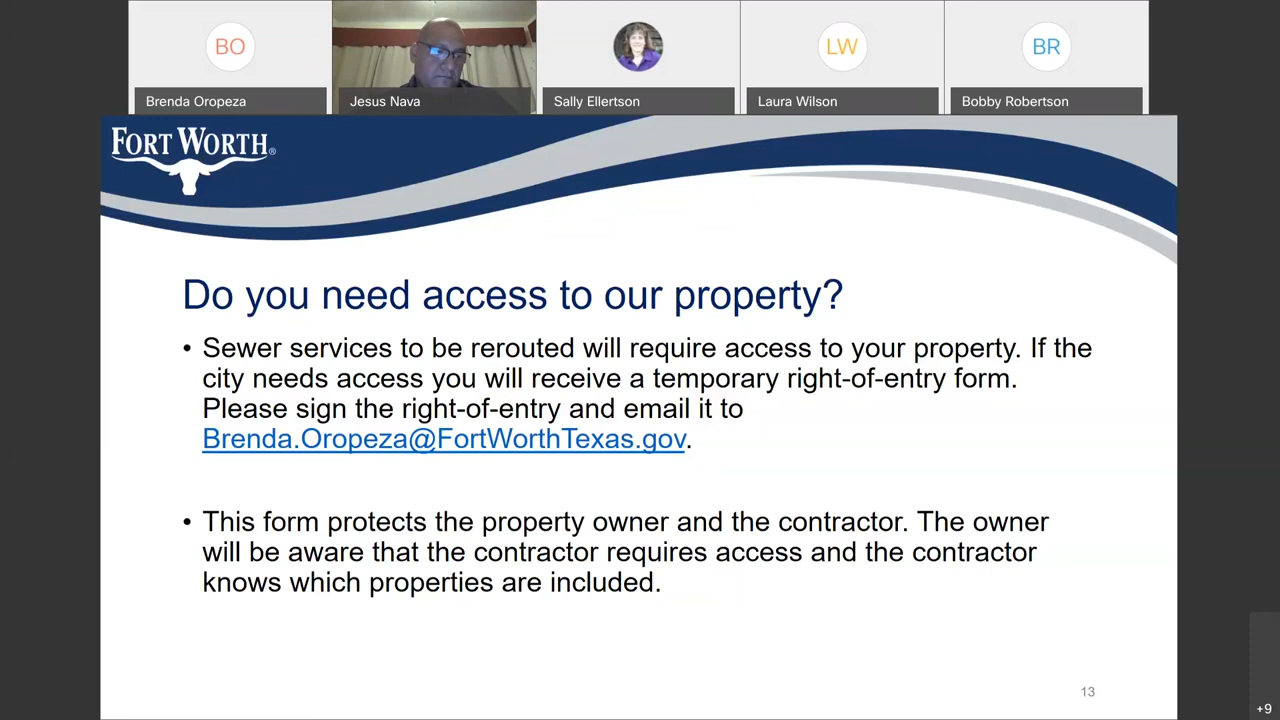 BO
LW
BR
Brenda Oropeza
Jesus Nava
Sally Ellertson
Laura Wilson
Bobby Robertson
FORT WORTH®
Do you need access to our property?
• Sewer services to be rerouted will require access to your property. If the
city needs access you will receive a temporary right-of-entry form.
Please sign the right-of-entry and email it to
Brenda.Oropeza@FortWorthTexas.gov.
• This form protects the property owner and the contractor. The owner
will be aware that the contractor requires access and the contractor
knows which properties are included.
13
+9